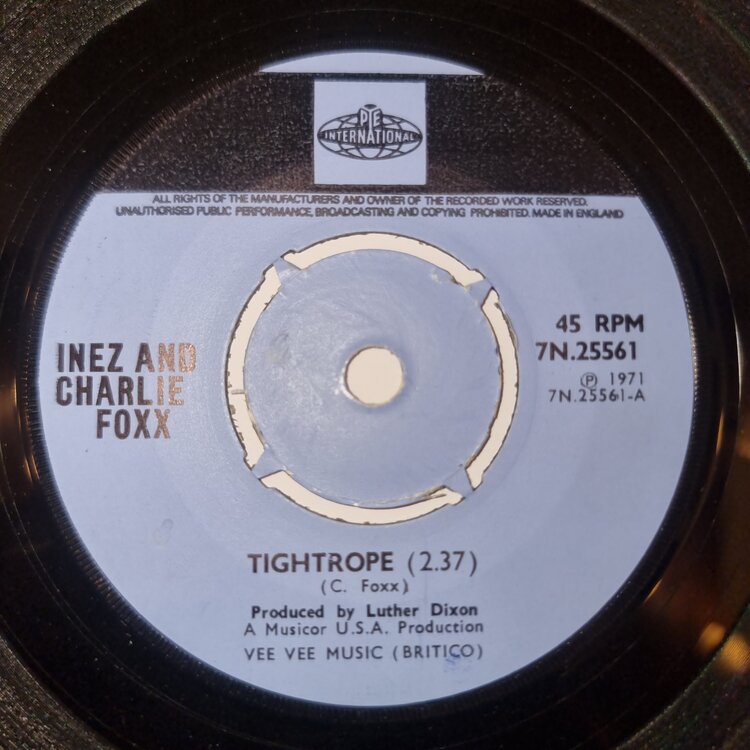 PYE
INTERNATIONAL
ALL RIGHTS OF THE MANUFACTURERS AND OWNER OF THE RECORDED WORK RESERVED.
UNAUTHORISED PUBLIC PERFORMANCE, BROADCASTING AND COPYING PROHIBITED. MADE IN ENGLAND
45 RPM
7N.25561
INEZ AND
CHARLIE
FOXX
Ⓟ 1971
7N.25561-A
TIGHTROPE (2.37)
(C. Foxx)
Produced by Luther Dixon
A Musicor U.S.A. Production
VEE VEE MUSIC (BRITICO)